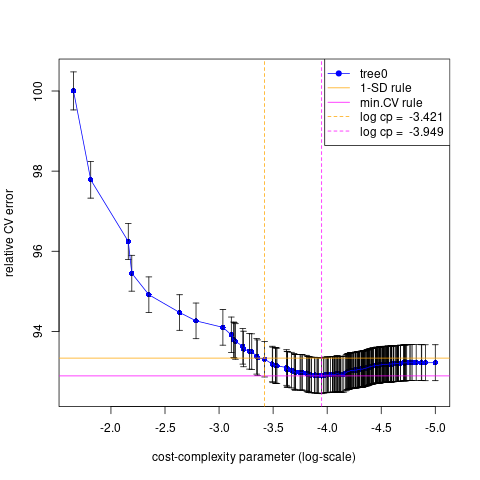 tree0
1-SD rule
min.CV rule
log cp = -3.421
log cp = -3.949
relative CV error
100
98
96
94
-2.0 -2.5 -3.0 -3.5 -4.0 -4.5 -5.0
cost-complexity parameter (log-scale)